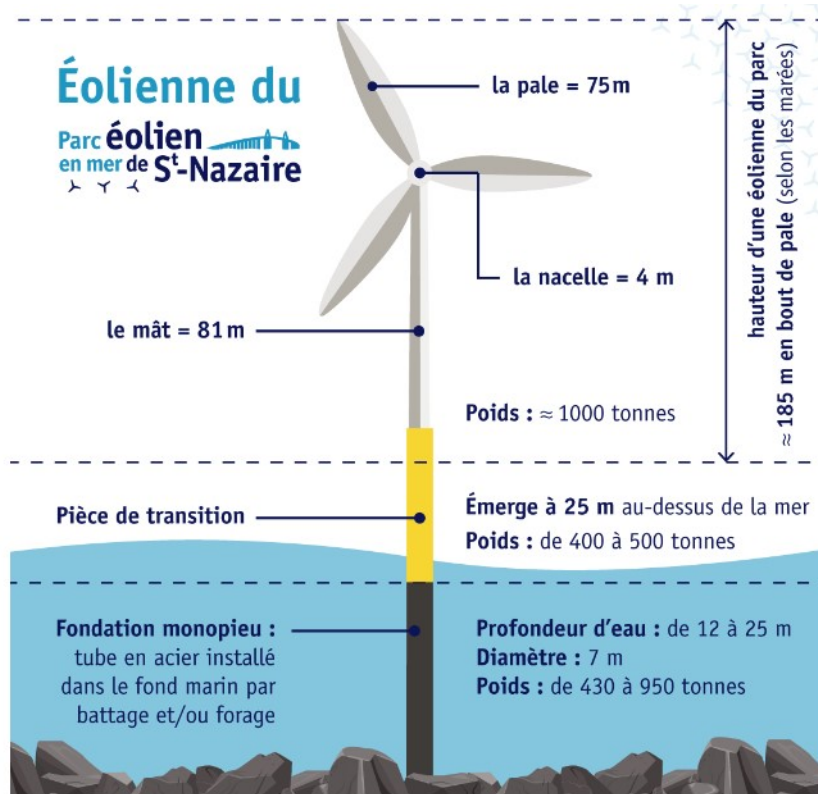 Éolienne du
Parc éolien
en mer de St-Nazaire
la pale = 75 m
la nacelle = 4 m
le mât = 81 m
Poids : ≈ 1000 tonnes
hauteur d'une éolienne du parc
≈ 185 m en bout de pale (selon les marées)
Pièce de transition
Émerge à 25 m au-dessus de la mer
Poids : de 400 à 500 tonnes
Fondation monopieu :
tube en acier installé
dans le fond marin par
battage et/ou forage
Profondeur d'eau : de 12 à 25 m
Diamètre : 7 m
Poids : de 430 à 950 tonnes